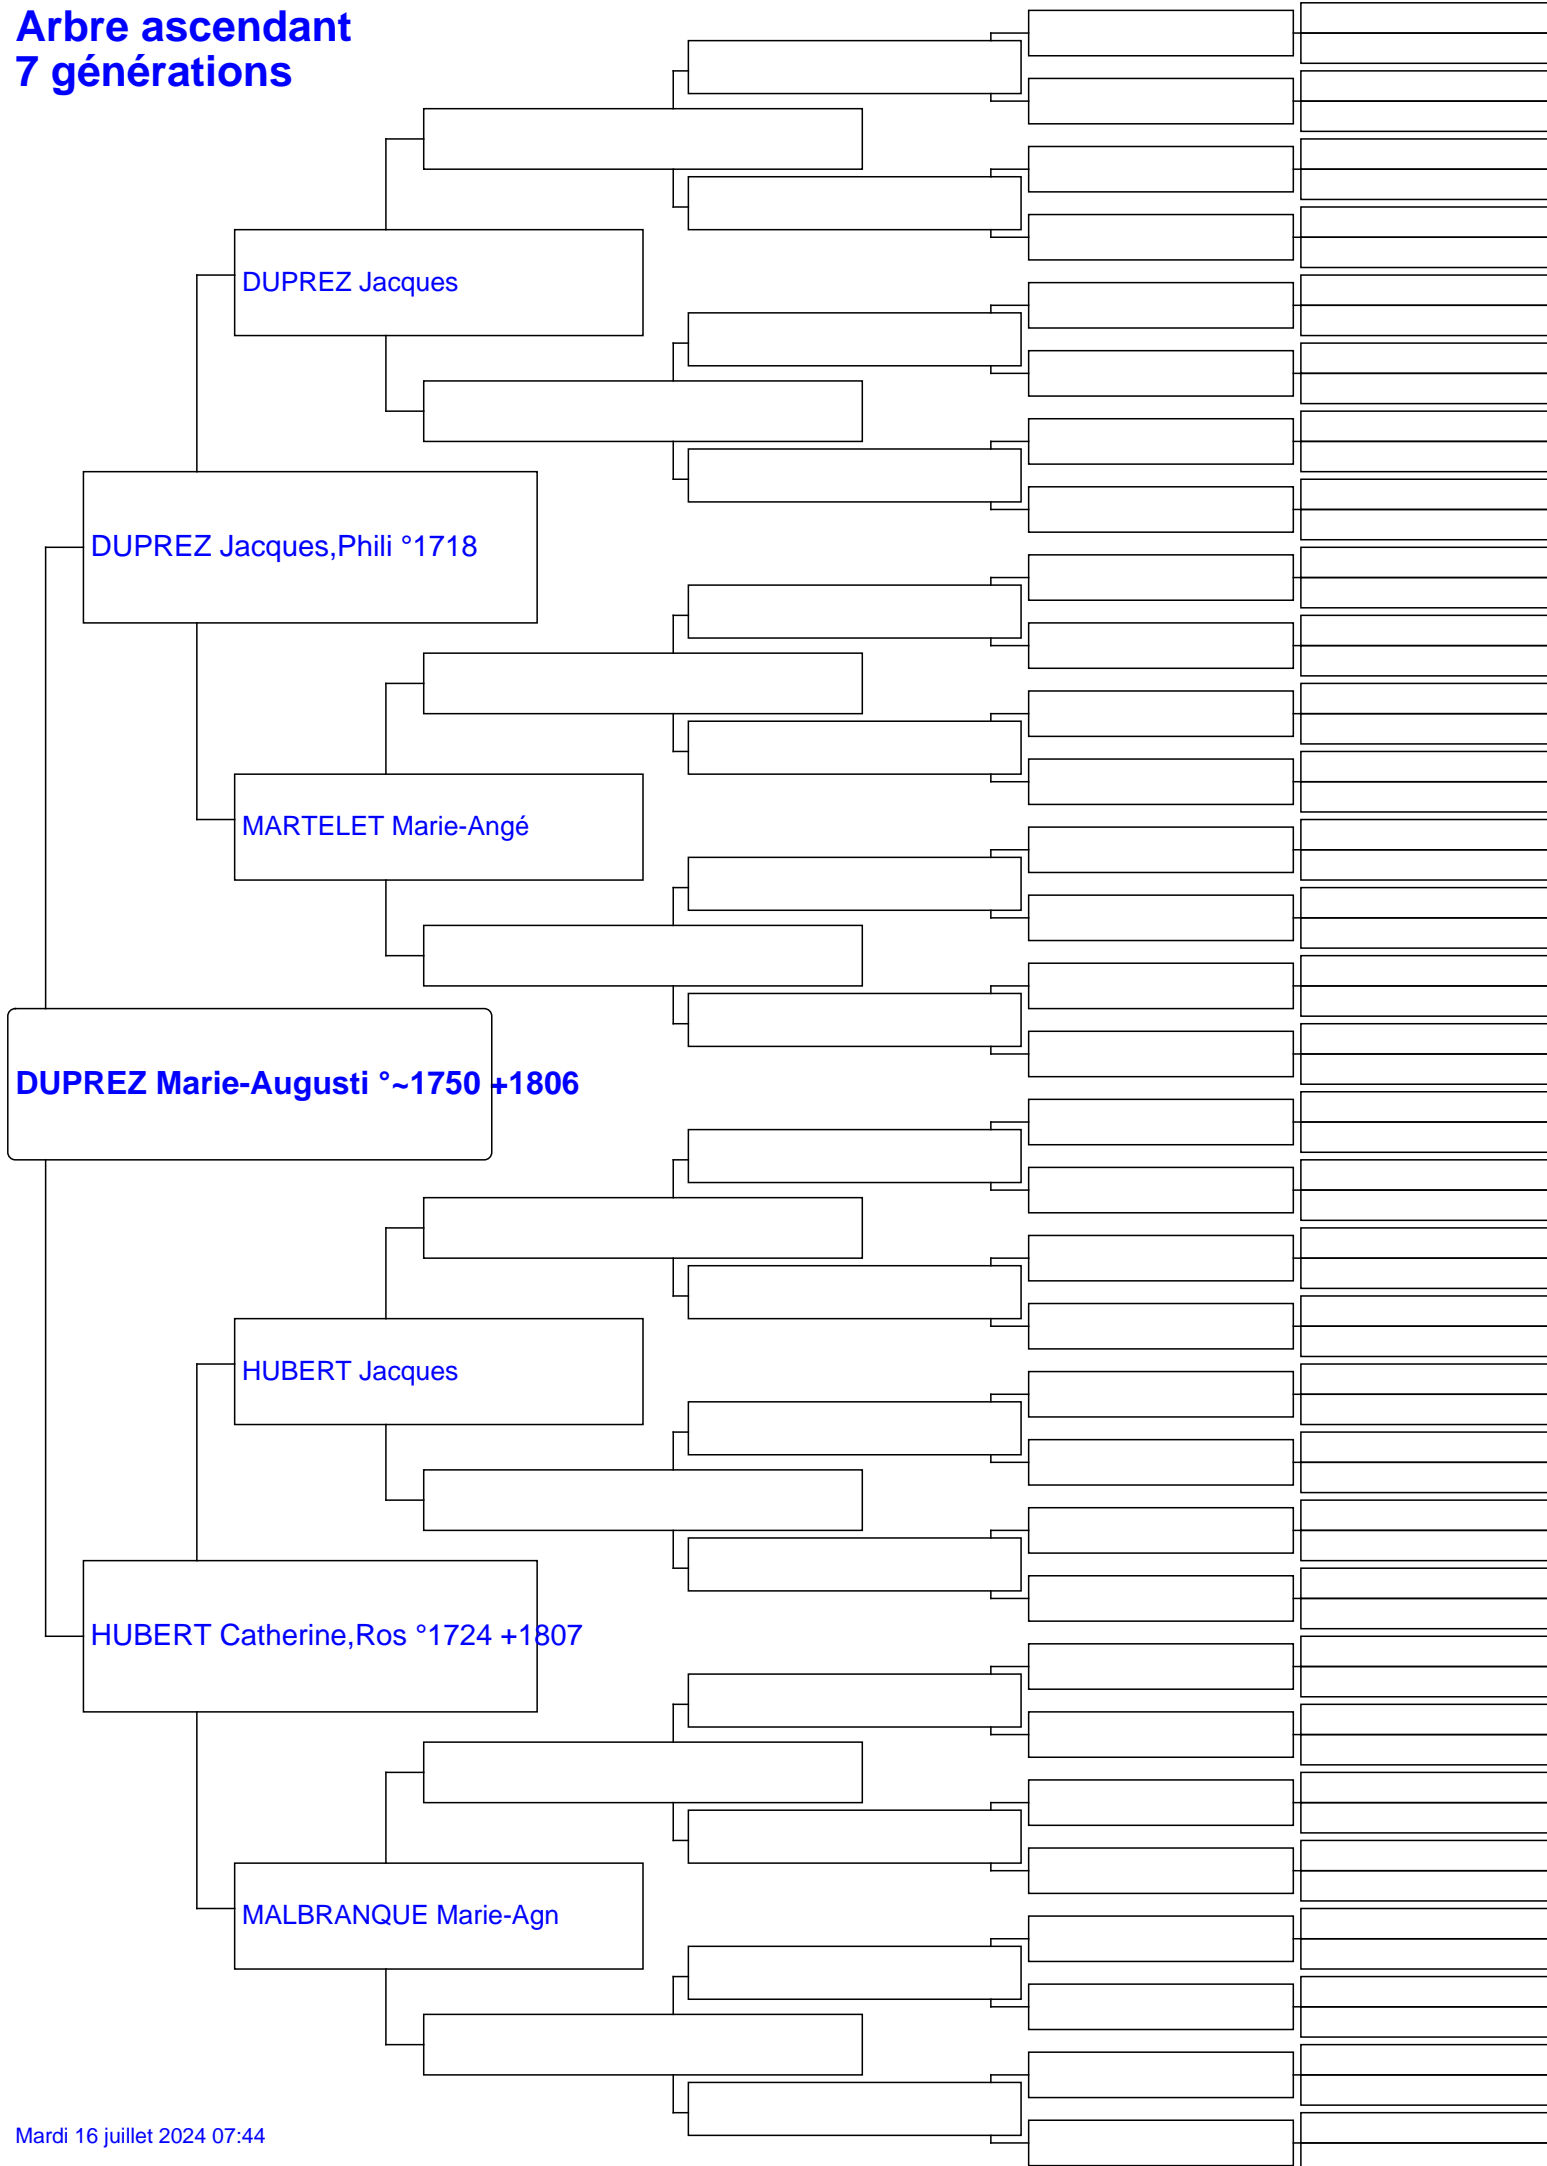 Arbre ascendant
7 générations
DUPREZ Jacques
DUPREZ Jacques,Phili °1718
MARTELET Marie-Angé
DUPREZ Marie-Augusti °~1750 +1806
HUBERT Jacques
HUBERT Catherine,Ros °1724 +1807
MALBRANQUE Marie-Agn
Mardi 16 juillet 2024 07:44